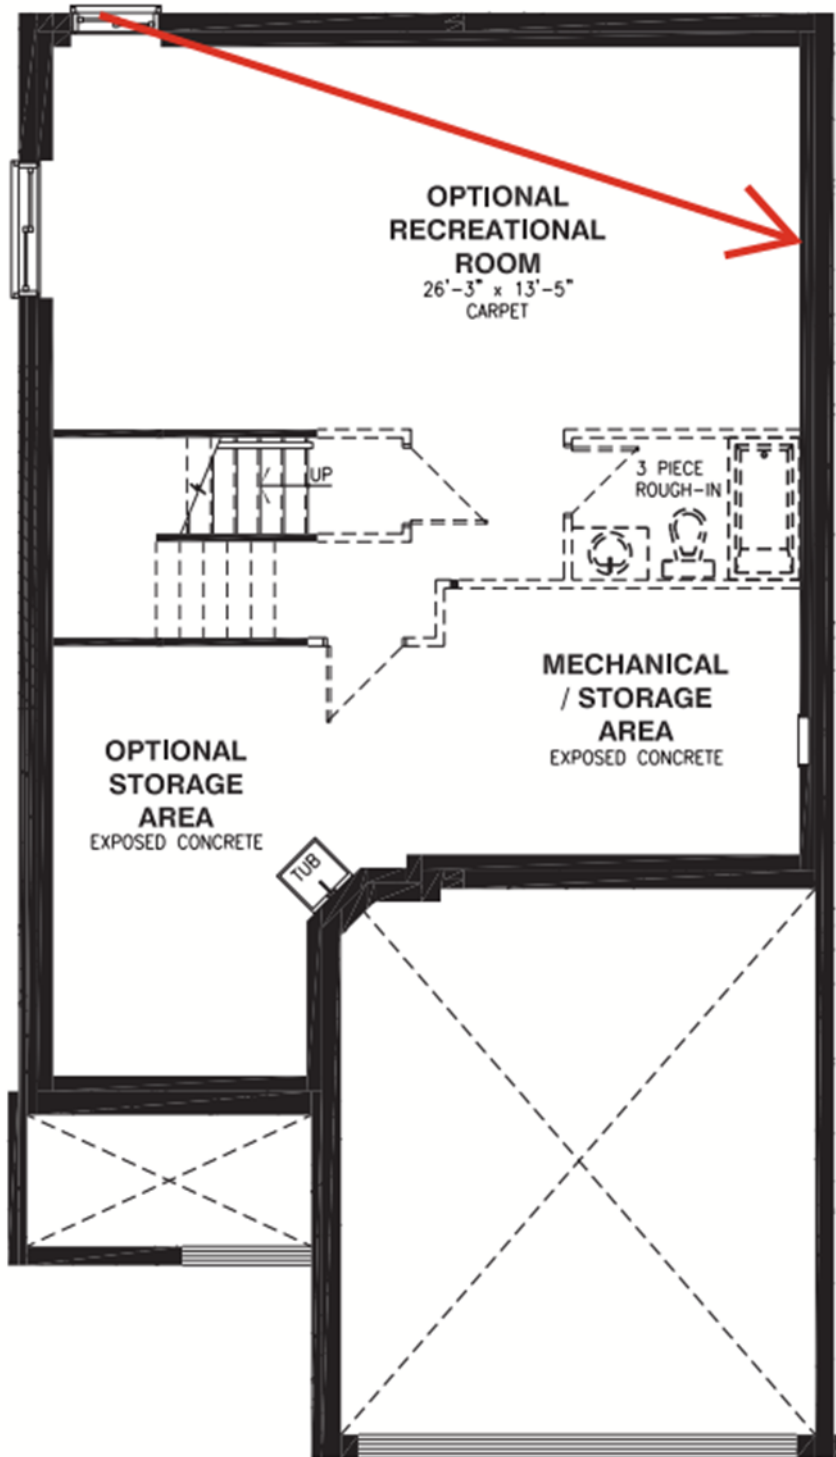 OPTIONAL
RECREATIONAL
ROOM
26'-3" x 13'-5"
CARPET
UP
3 PIECE
ROUGH-IN
MECHANICAL
/ STORAGE
AREA
EXPOSED CONCRETE
OPTIONAL
STORAGE
AREA
EXPOSED CONCRETE
TUB